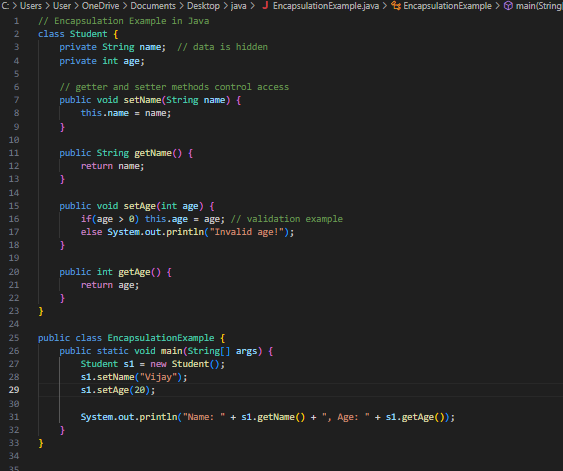 C: > Users > User > OneDrive > Documents > Desktop > java > J EncapsulationExample.java > EncapsulationExample > main(String
1 // Encapsulation Example in Java
2 class Student {
3 private String name; // data is hidden
4 private int age;
5
6 // getter and setter methods control access
7 public void setName(String name) {
8 this.name = name;
9 }
10
11 public String getName() {
12 return name;
13 }
14
15 public void setAge(int age) {
16 if(age > 0) this.age = age; // validation example
17 else System.out.println("Invalid age!");
18 }
19
20 public int getAge() {
21 return age;
22 }
23 }
24
25 public class EncapsulationExample {
26 public static void main(String[] args) {
27 Student s1 = new Student();
28 s1.setName("Vijay");
29 s1.setAge(20);
30
31 System.out.println("Name: " + s1.getName() + ", Age: " + s1.getAge());
32 }
33 }
34
35